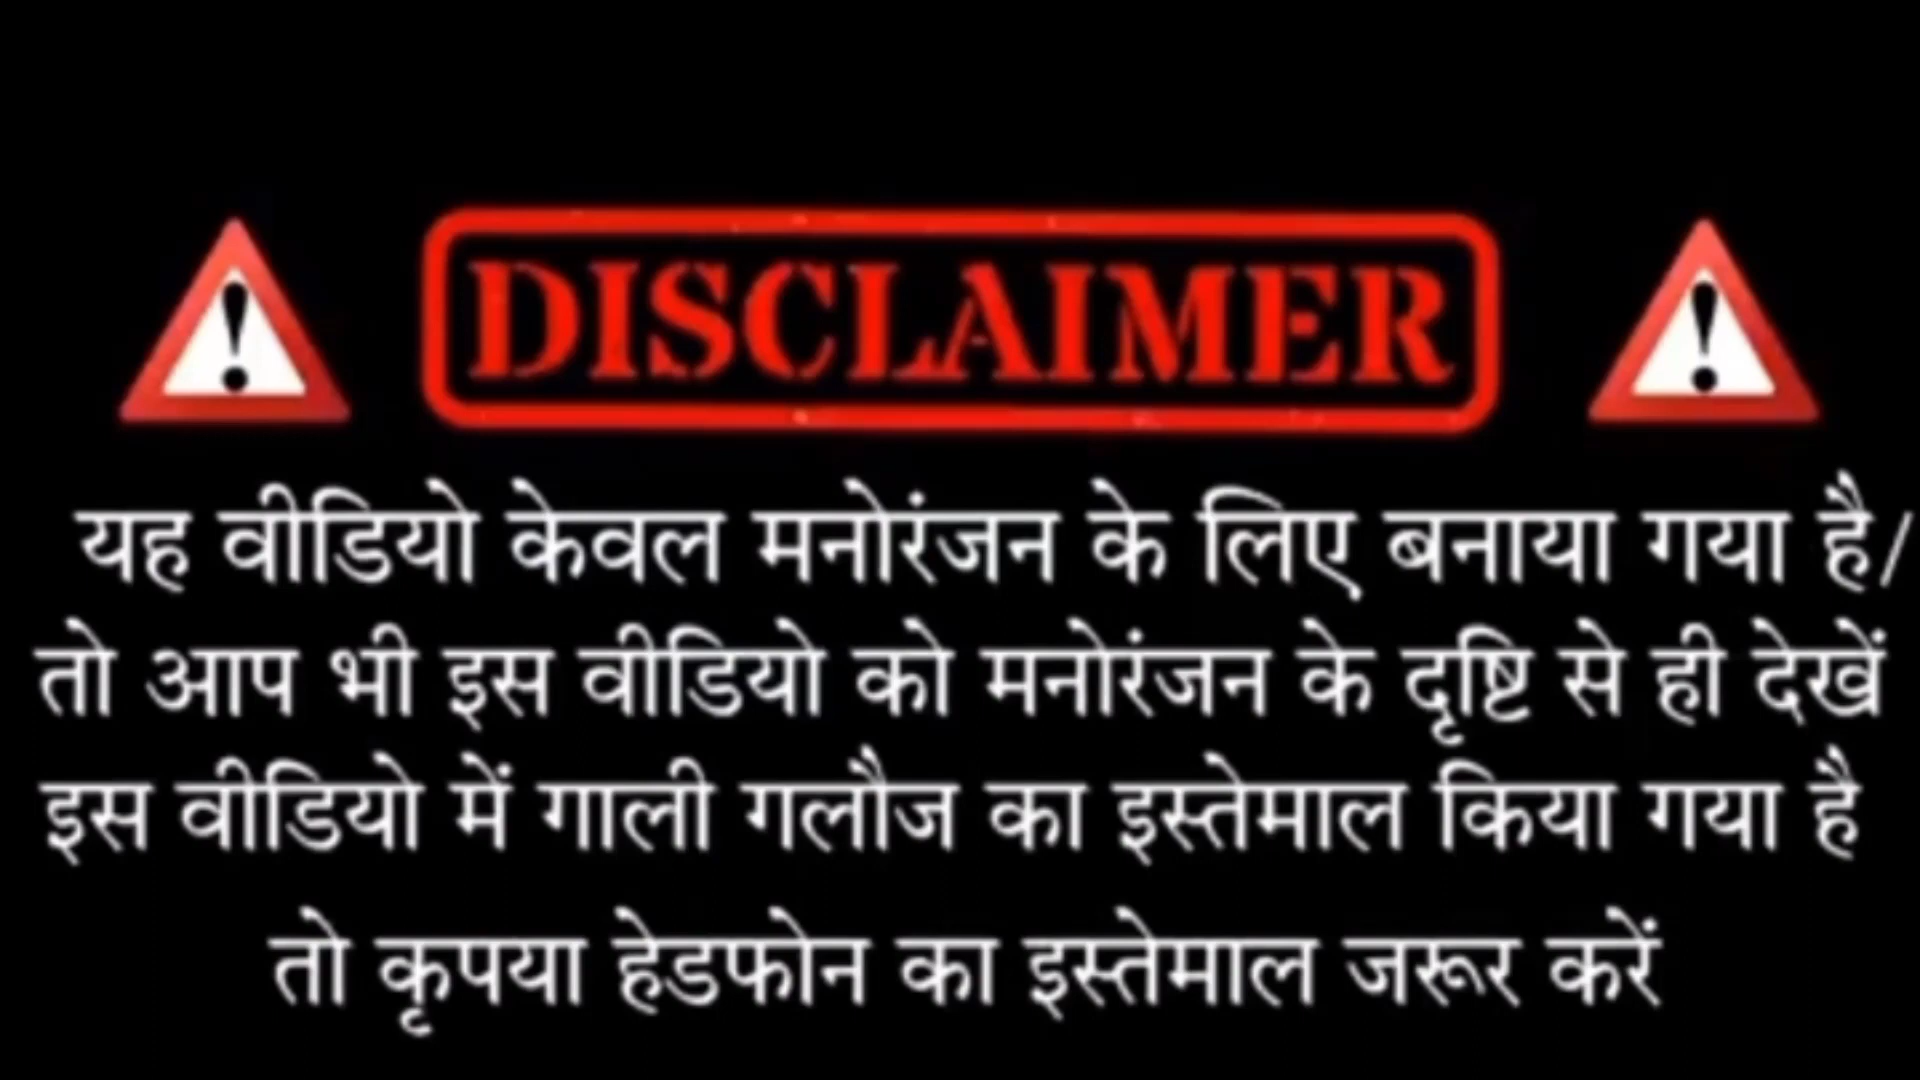 DISCLAIMER
यह वीडियो केवल मनोरंजन के लिए बनाया गया है/
तो आप भी इस वीडियो को मनोरंजन के दृष्टि से ही देखें
इस वीडियो में गाली गलौज का इस्तेमाल किया गया है
तो कृपया हेडफोन का इस्तेमाल जरूर करें